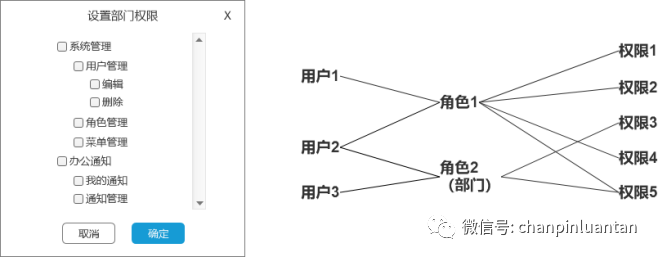 设置部门权限 X
系统管理
用户管理
编辑
删除
角色管理
菜单管理
办公通知
我的通知
通知管理
取消 确定
用户1
用户2
用户3
角色1
角色2
（部门）
权限1
权限2
权限3
权限4
权限5
微信号: chanpinluantan